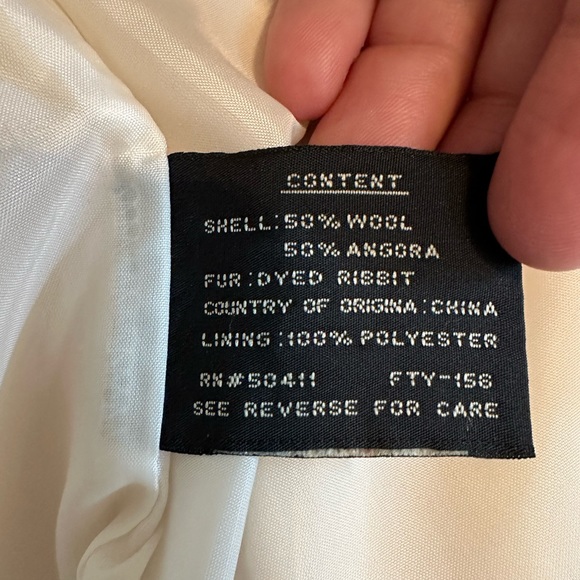 CONTENT
SHELL:50% WOOL
50% ANGORA
FUR:DYED RIBBIT
COUNTRY OF ORIGINA:CHINA
LINING:100% POLYESTER
RN#50411 FTY-158
SEE REVERSE FOR CARE